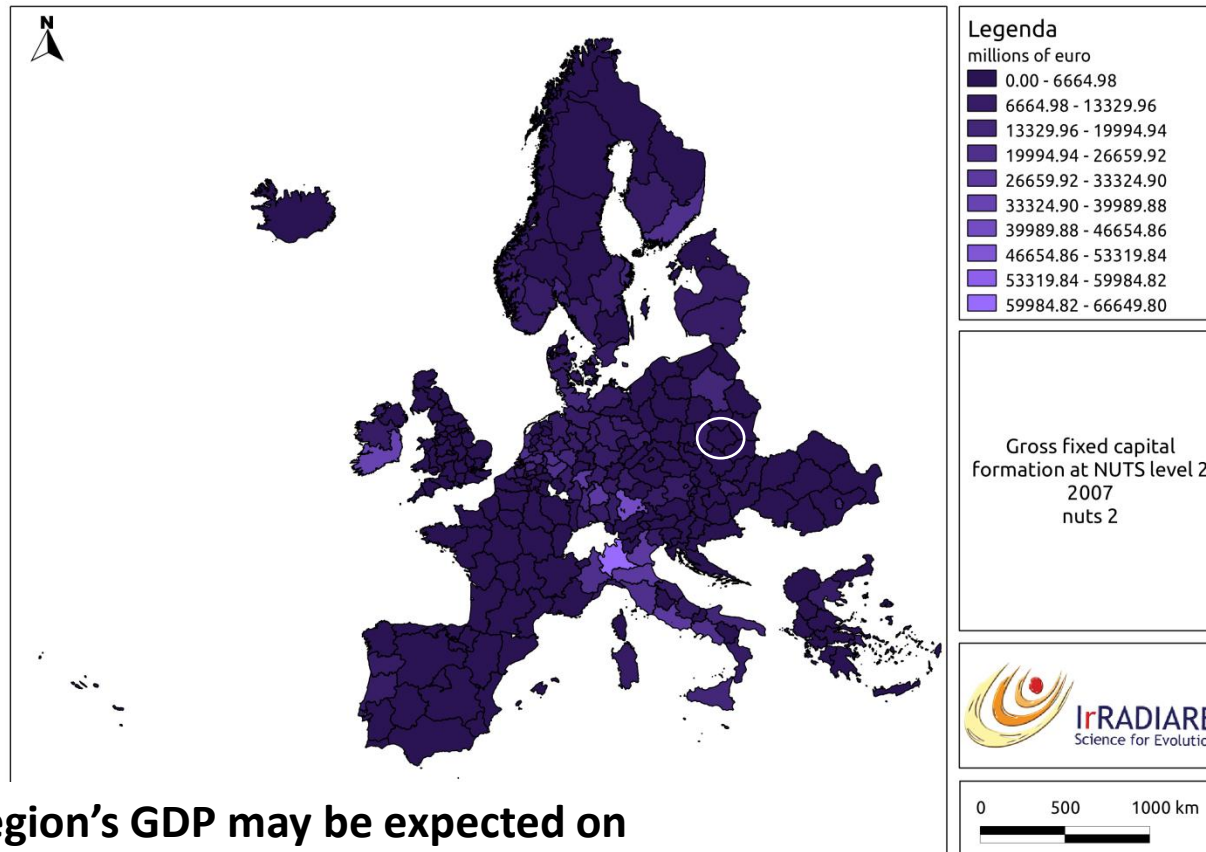 N
Legenda
millions of euro
0.00 - 6664.98
6664.98 - 13329.96
13329.96 - 19994.94
19994.94 - 26659.92
26659.92 - 33324.90
33324.90 - 39989.88
39989.88 - 46654.86
46654.86 - 53319.84
53319.84 - 59984.82
59984.82 - 66649.80
Gross fixed capital
formation at NUTS level 2
2007
nuts 2
IrRADIARE
Science for Evolution
0 500 1000 km
egion’s GDP may be expected on